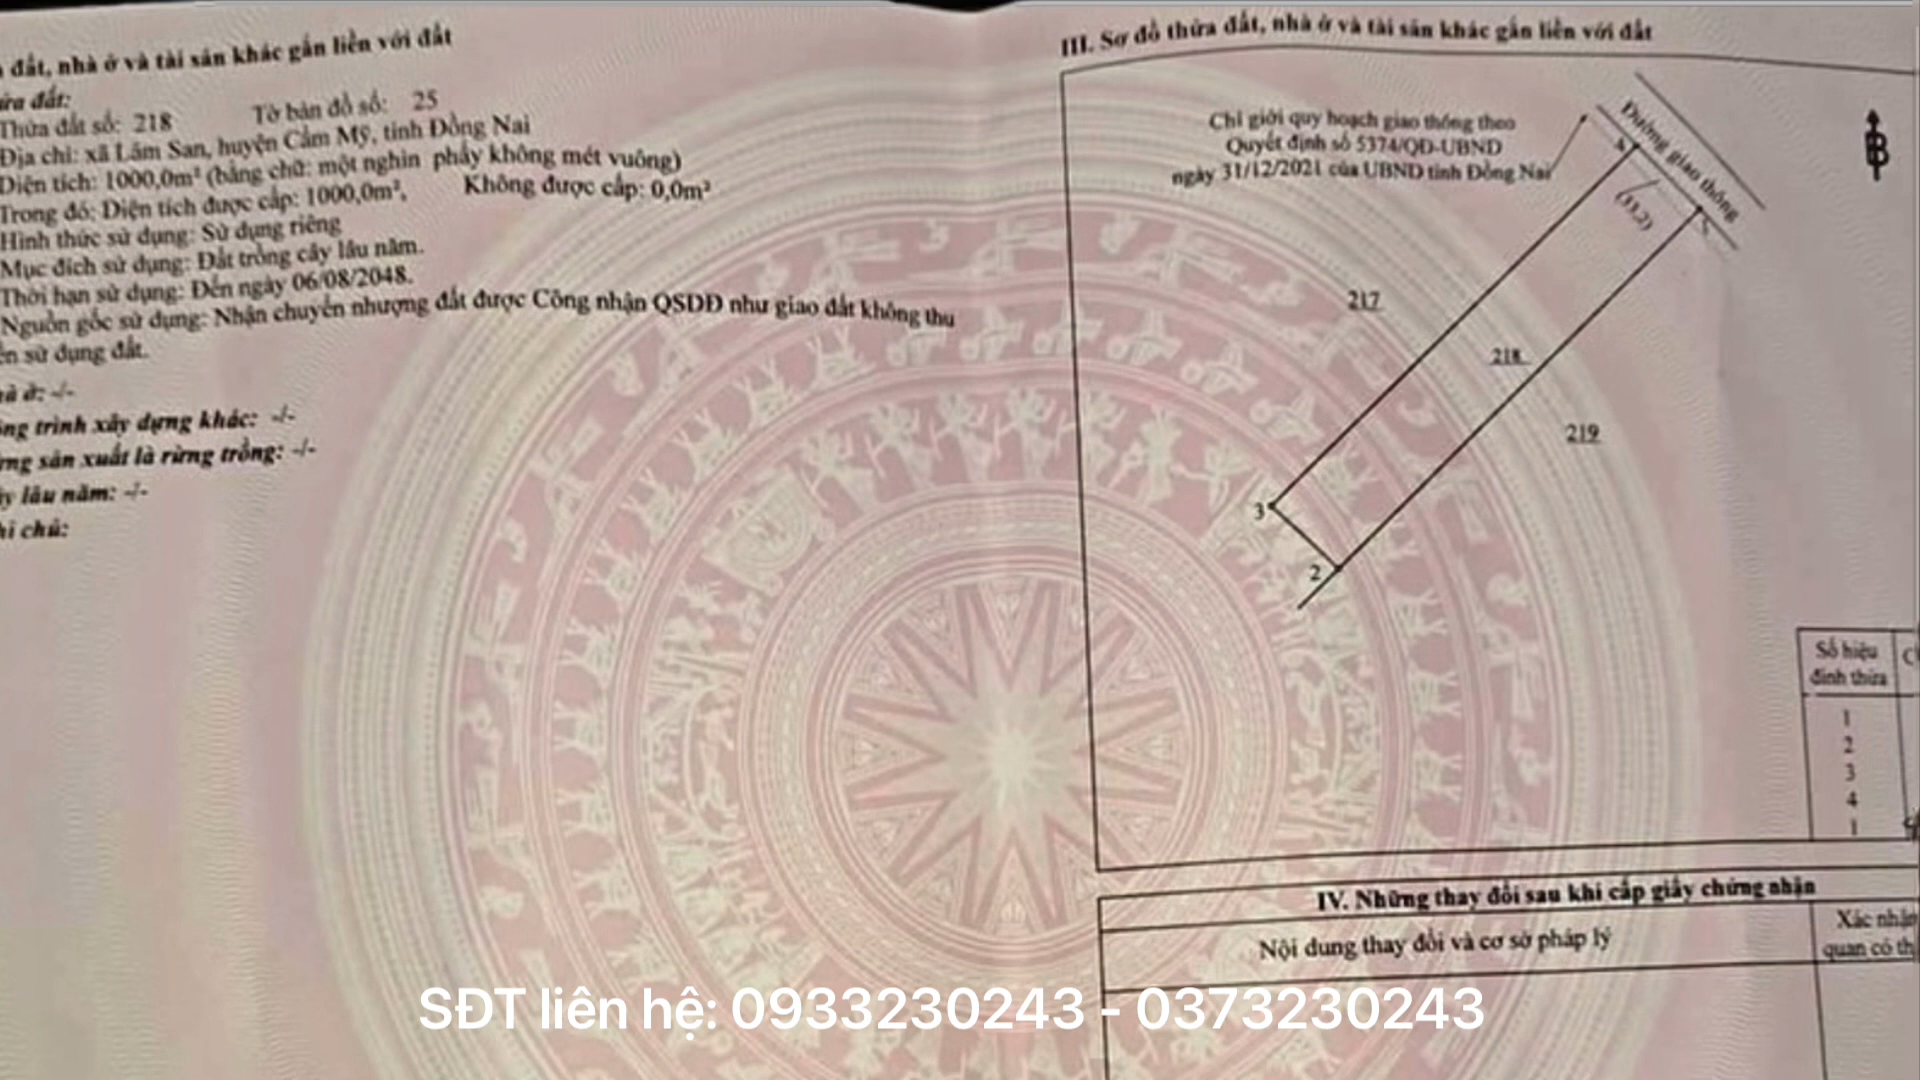 đất, nhà ở và tài sản khác gắn liền với đất
đất:
Thửa đất số: 218 Tờ bản đồ số: 25
Địa chỉ: xã Lâm San, huyện Cẩm Mỹ, tỉnh Đồng Nai
Diện tích: 1000,0m² (bằng chữ: một nghìn phẩy không mét vuông)
Trong đó: Diện tích được cấp: 1000,0m², Không được cấp: 0,0m²
Hình thức sử dụng: Sử dụng riêng
Mục đích sử dụng: Đất trồng cây lâu năm.
Thời hạn sử dụng: Đến ngày 06/08/2048.
Nguồn gốc sử dụng: Nhận chuyển nhượng đất được Công nhận QSDĐ như giao đất không thu
sử dụng đất.
ở: -/-
trình xây dựng khác: -/-
sản xuất là rừng trồng: -/-
lâu năm: -/-
chú:
III. Sơ đồ thửa đất, nhà ở và tài sản khác gắn liền với đất
Chỉ giới quy hoạch giao thông theo
Quyết định số 5374/QĐ-UBND
ngày 31/12/2021 của UBND tỉnh Đồng Nai
Đường giao thông
B
4
(33.2)
217
218
219
3
2
Số hiệu
đỉnh thửa
1
2
3
4
1
IV. Những thay đổi sau khi cấp giấy chứng nhận
Nội dung thay đổi và cơ sở pháp lý
Xác nhận
quan có th
SĐT liên hệ: 0933230243 - 0373230243